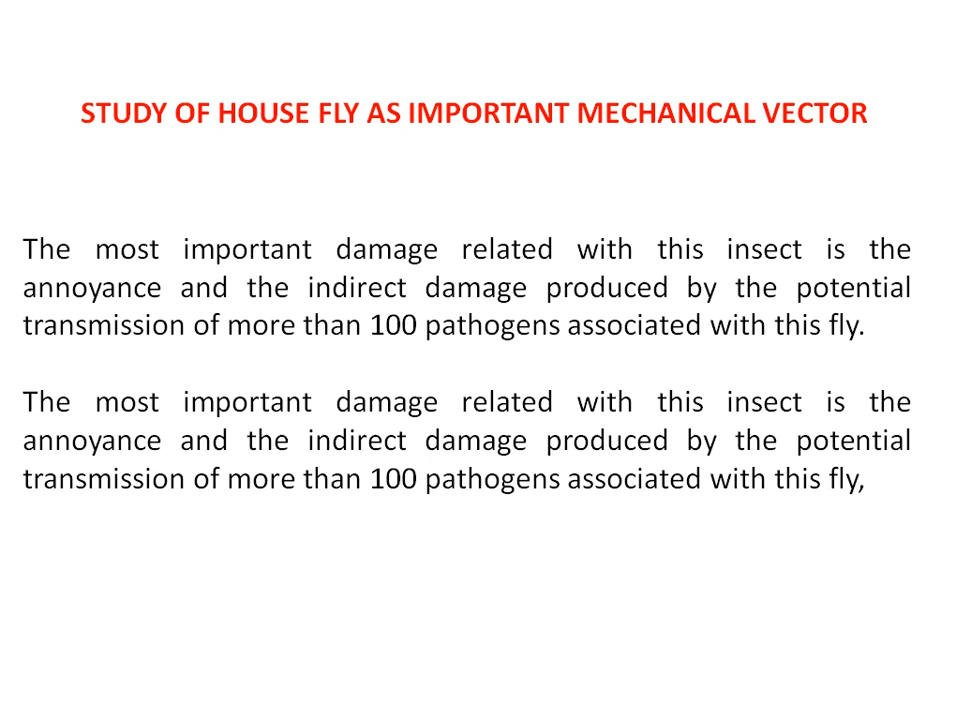 STUDY OF HOUSE FLY AS IMPORTANT MECHANICAL VECTOR
The most important damage related with this insect is the
annoyance and the indirect damage produced by the potential
transmission of more than 100 pathogens associated with this fly.
The most important damage related with this insect is the
annoyance and the indirect damage produced by the potential
transmission of more than 100 pathogens associated with this fly,